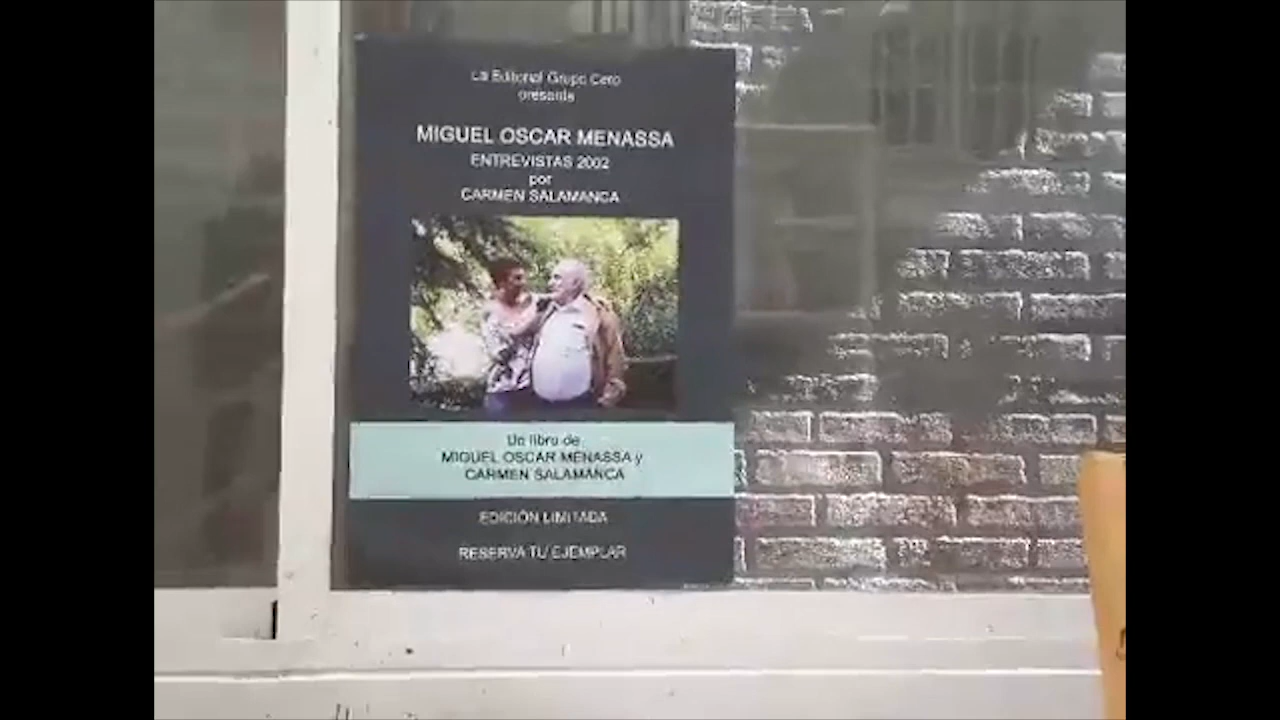 La Editorial Grupo Cero
presenta
MIGUEL OSCAR MENASSA
ENTREVISTAS 2002
por
CARMEN SALAMANCA
Un libro de
MIGUEL OSCAR MENASSA y
CARMEN SALAMANCA
EDICIÓN LIMITADA
RESERVA TU EJEMPLAR